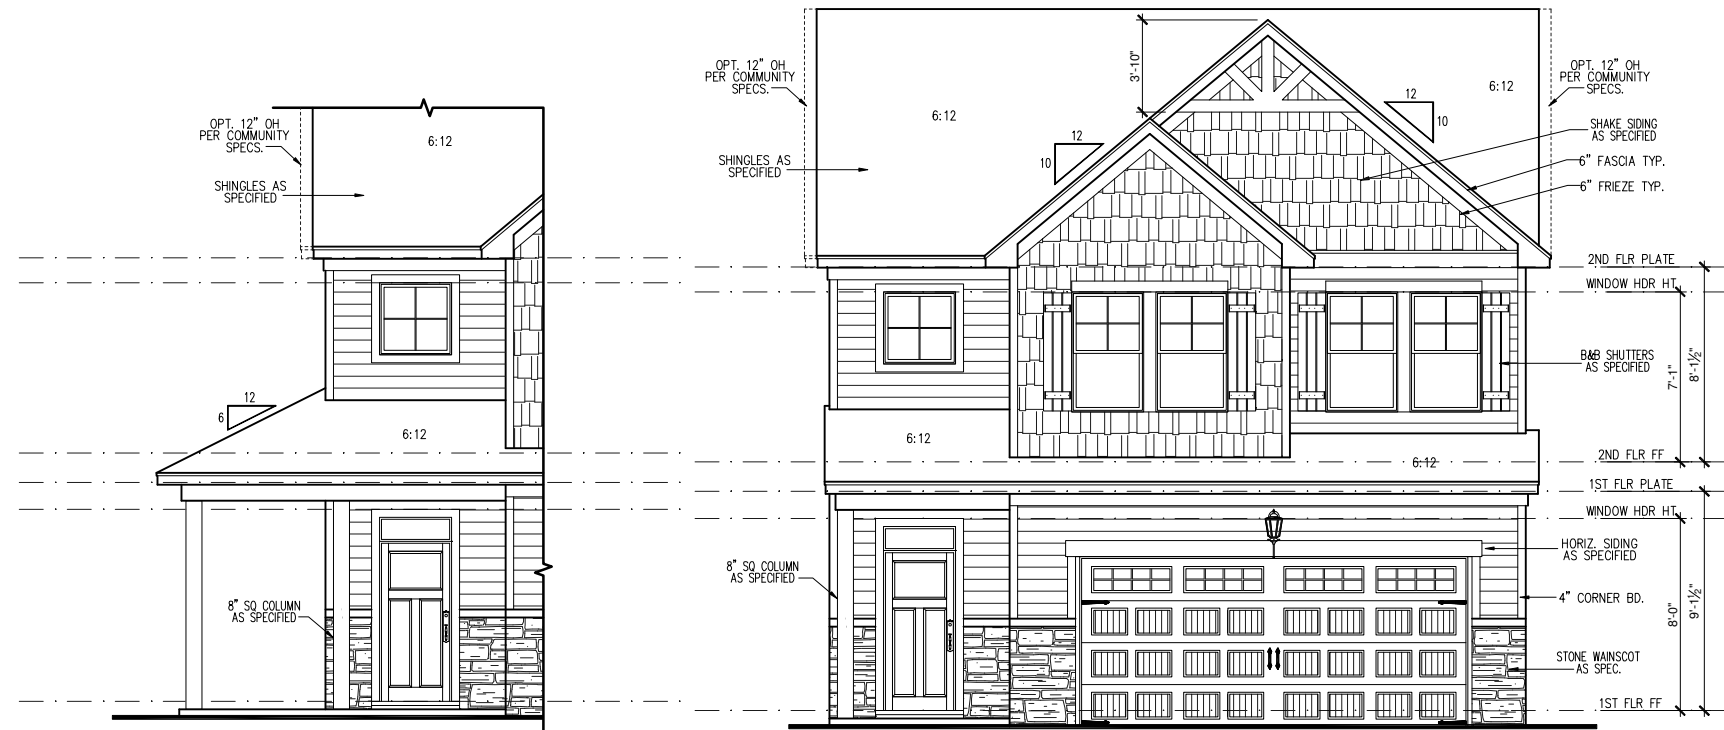 OPT. 12" OH
PER COMMUNITY
SPECS.
6:12
SHINGLES AS
SPECIFIED
12
6
6:12
8" SQ COLUMN
AS SPECIFIED
OPT. 12" OH
PER COMMUNITY
SPECS.
3'-10"
6:12
6:12
OPT. 12" OH
PER COMMUNITY
SPECS.
12
10
12
10
SHINGLES AS
SPECIFIED
SHAKE SIDING
AS SPECIFIED
6" FASCIA TYP.
6" FRIEZE TYP.
2ND FLR PLATE
WINDOW HDR HT
B&B SHUTTERS
AS SPECIFIED
7'-1"
8'-1½"
6:12
6:12
2ND FLR FF
1ST FLR PLATE
WINDOW HDR HT
HORIZ. SIDING
AS SPECIFIED
8" SQ COLUMN
AS SPECIFIED
4" CORNER BD.
8'-0"
9'-1½"
STONE WAINSCOT
AS SPEC.
1ST FLR FF